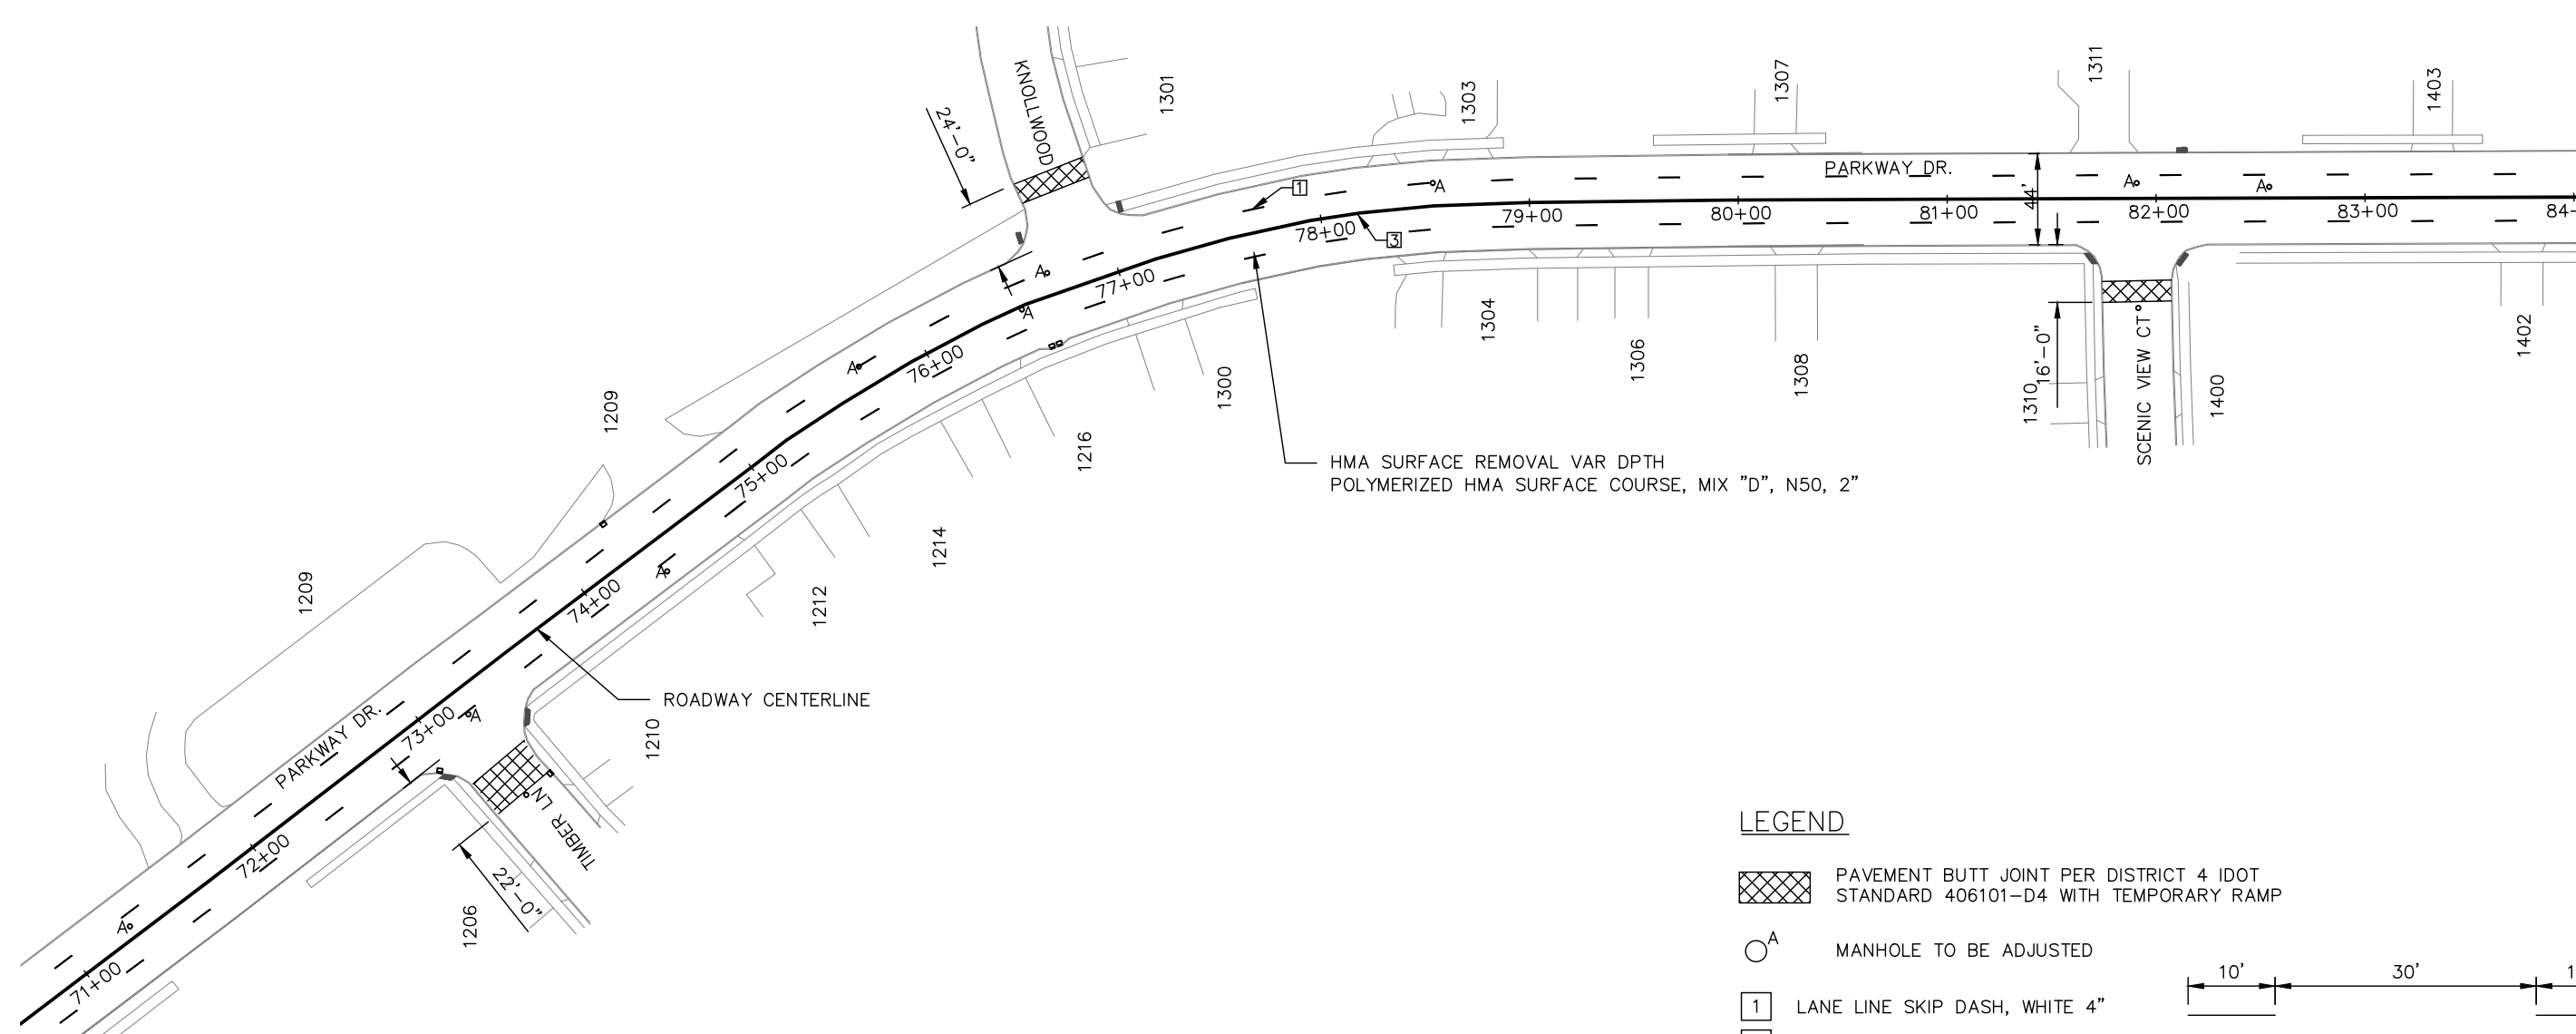 KNOLLWOOD
24'-0"
1301
1303
1307
1311
1403
PARKWAY DR.
44'
1
3
A
A
A
78+00
79+00
80+00
81+00
82+00
83+00
84-
A
A
77+00
76+00
A
1209
75+00
1300
1304
1306
1308
1310
16'-0"
SCENIC VIEW CT
1400
1402
1216
HMA SURFACE REMOVAL VAR DPTH
POLYMERIZED HMA SURFACE COURSE, MIX "D", N50, 2"
1209
74+00
A
1214
1212
ROADWAY CENTERLINE
PARKWAY DR.
73+00
A
1210
TIMBER LN
22'-0"
1206
72+00
A
71+00
LEGEND
PAVEMENT BUTT JOINT PER DISTRICT 4 IDOT
STANDARD 406101-D4 WITH TEMPORARY RAMP
A
MANHOLE TO BE ADJUSTED
1 LANE LINE SKIP DASH, WHITE 4"
10' 30' 1